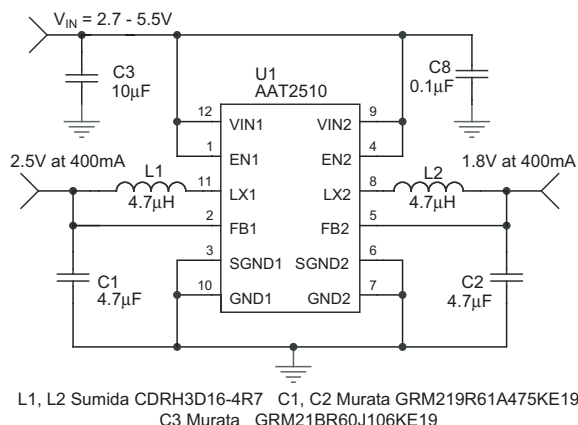 V_IN = 2.7 - 5.5V
C3
10μF
U1
AAT2510
C8
0.1μF
12
VIN1
VIN2
9
1
EN1
EN2
4
2.5V at 400mA
L1
4.7μH
11
LX1
LX2
8
L2
4.7μH
1.8V at 400mA
2
FB1
FB2
5
3
SGND1
SGND2
6
10
GND1
GND2
7
C1
4.7μF
C2
4.7μF
L1, L2 Sumida CDRH3D16-4R7 C1, C2 Murata GRM219R61A475KE19
C3 Murata GRM21BR60J106KE19